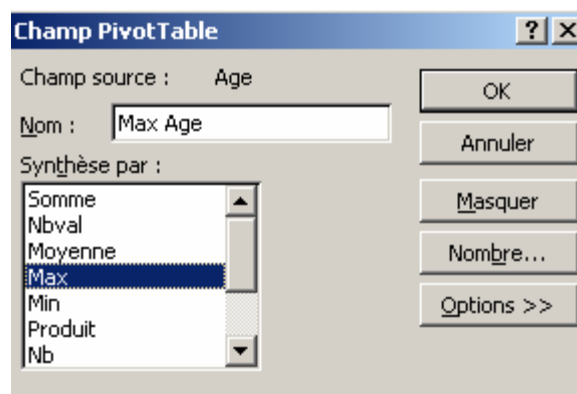 Champ PivotTable
Champ source : Age
Nom : Max Age
Synthèse par :
Somme
Nbval
Moyenne
Max
Min
Produit
Nb
OK
Annuler
Masquer
Nombre...
Options >>